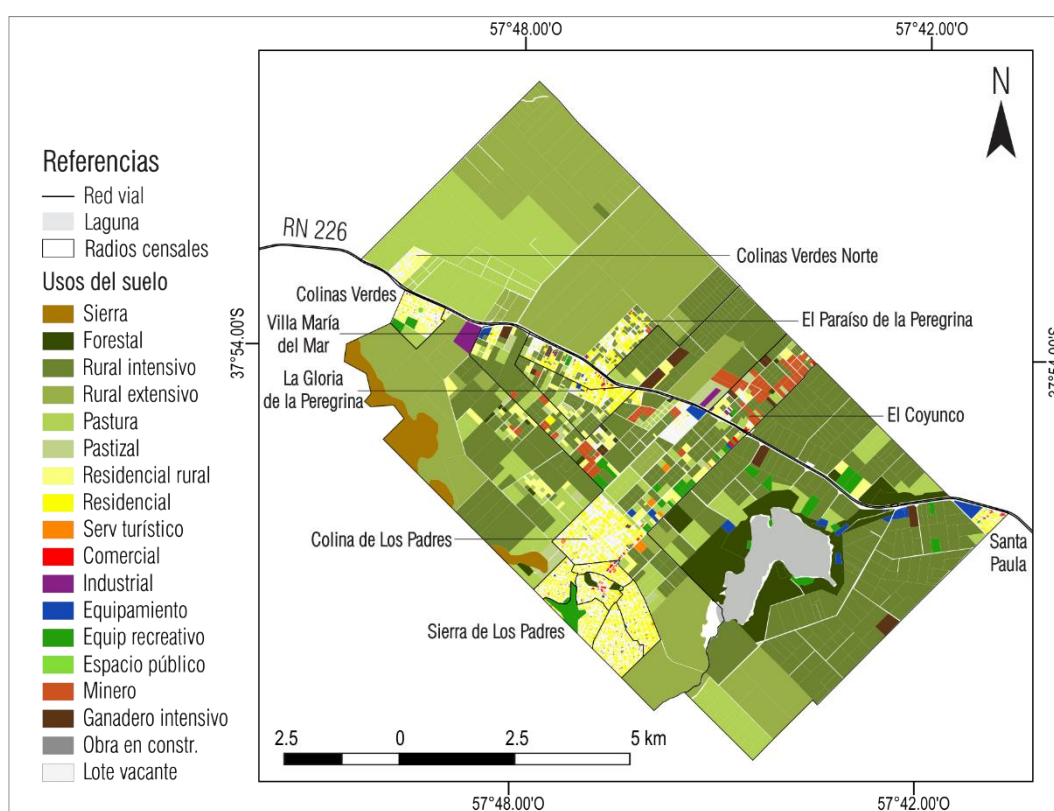 57°48.00'O
57°42.00'O
N
Referencias
Red vial
Laguna
Radios censales
Usos del suelo
Sierra
Forestal
Rural intensivo
Rural extensivo
Pastura
Pastizal
Residencial rural
Residencial
Serv turístico
Comercial
Industrial
Equipamiento
Equip recreativo
Espacio público
Minero
Ganadero intensivo
Obra en constr.
Lote vacante
RN 226
37°54.00'S
37°54.00'S
Colinas Verdes Norte
Colinas Verdes
Villa María
del Mar
El Paraíso de la Peregrina
La Gloria
de la Peregrina
El Coyunco
Colina de Los Padres
Santa
Paula
Sierra de Los Padres
2.5
0
2.5
5 km
57°48.00'O
57°42.00'O